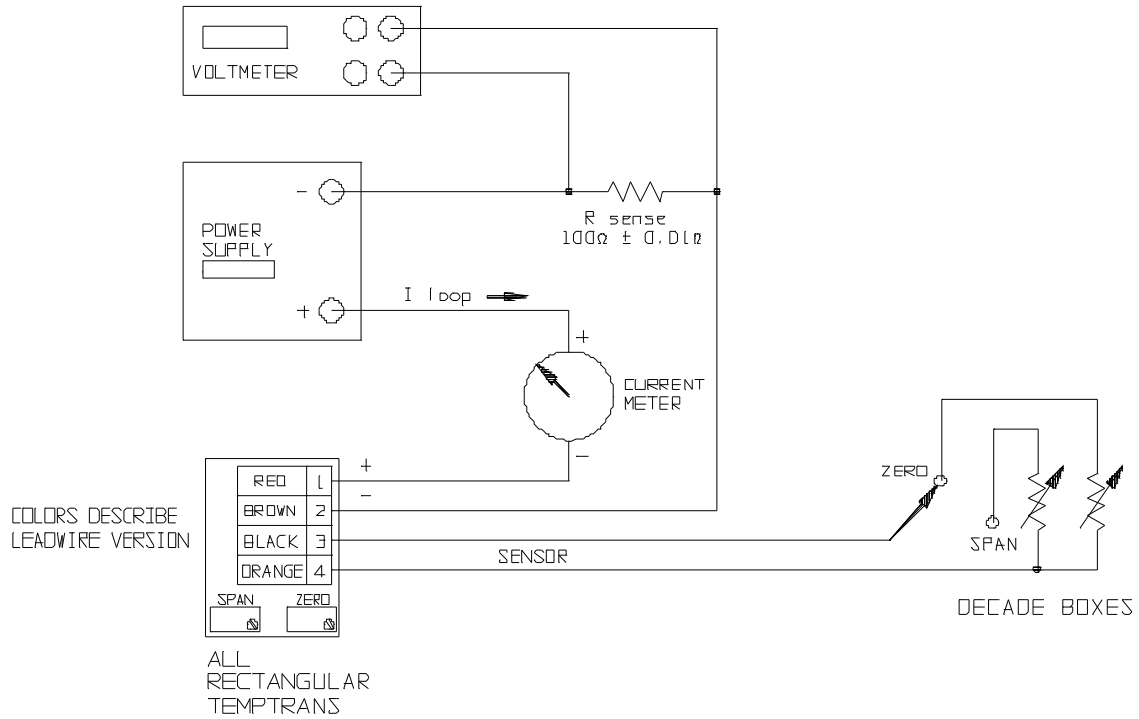 VOLTMETER
-
POWER
SUPPLY
+
R sense
100Ω ± 0.01Ω
I loop
+
CURRENT
METER
-
+
-
RED 1
BROWN 2
BLACK 3
ORANGE 4
COLORS DESCRIBE
LEADWIRE VERSION
SENSOR
ZERO
SPAN
DECADE BOXES
SPAN ZERO
ALL
RECTANGULAR
TEMPTRANS